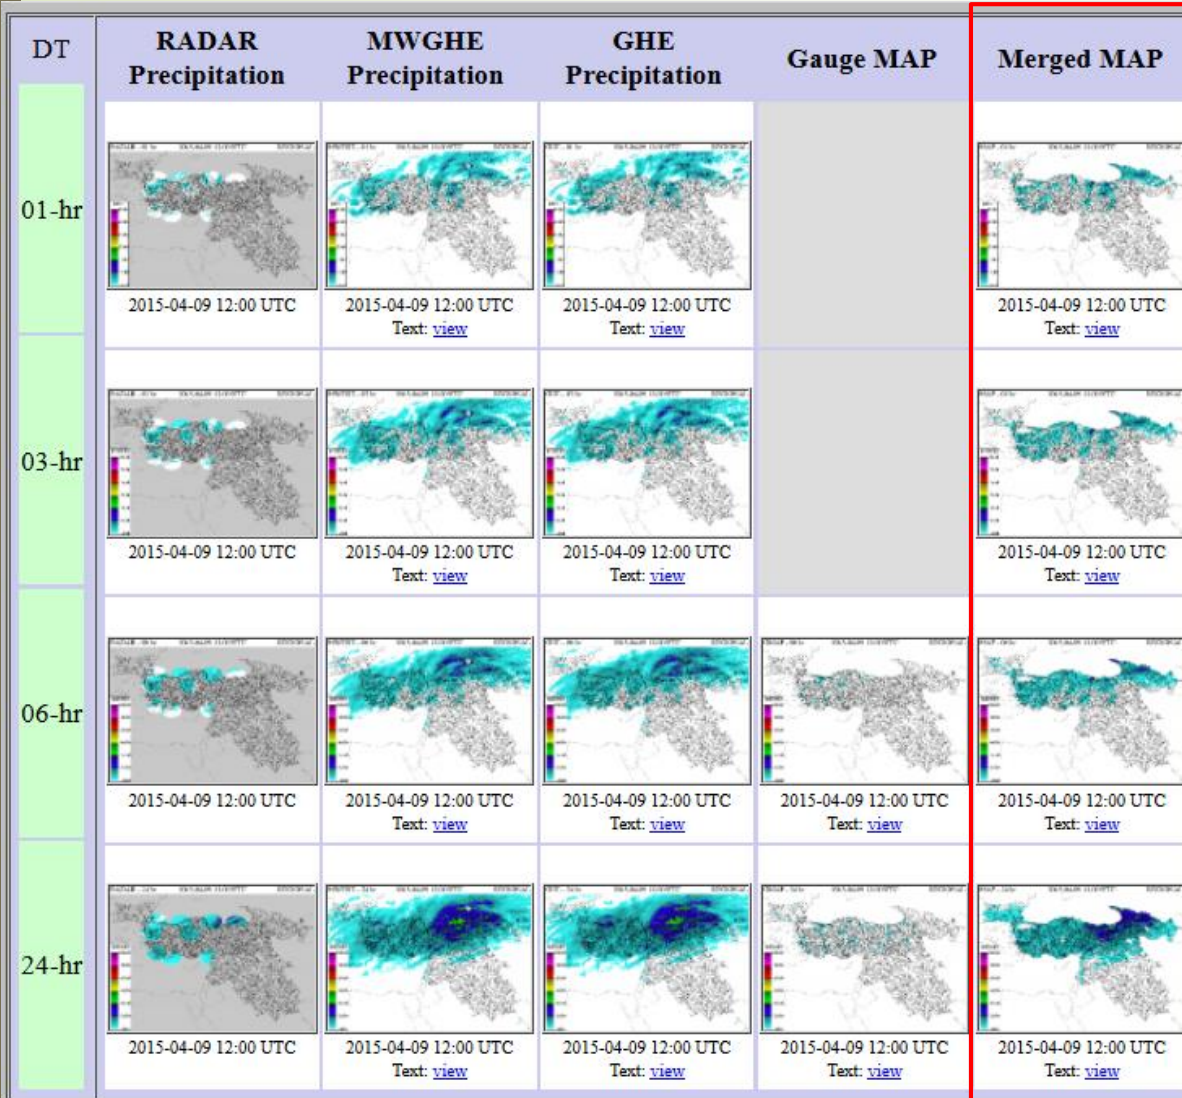 DT
RADAR
Precipitation
MWGHE
Precipitation
GHE
Precipitation
Gauge MAP
Merged MAP
01-hr
2015-04-09 12:00 UTC
2015-04-09 12:00 UTC
Text: view
2015-04-09 12:00 UTC
Text: view
2015-04-09 12:00 UTC
Text: view
03-hr
2015-04-09 12:00 UTC
2015-04-09 12:00 UTC
Text: view
2015-04-09 12:00 UTC
Text: view
2015-04-09 12:00 UTC
Text: view
06-hr
2015-04-09 12:00 UTC
2015-04-09 12:00 UTC
Text: view
2015-04-09 12:00 UTC
Text: view
2015-04-09 12:00 UTC
Text: view
2015-04-09 12:00 UTC
Text: view
24-hr
2015-04-09 12:00 UTC
2015-04-09 12:00 UTC
Text: view
2015-04-09 12:00 UTC
Text: view
2015-04-09 12:00 UTC
Text: view
2015-04-09 12:00 UTC
Text: view